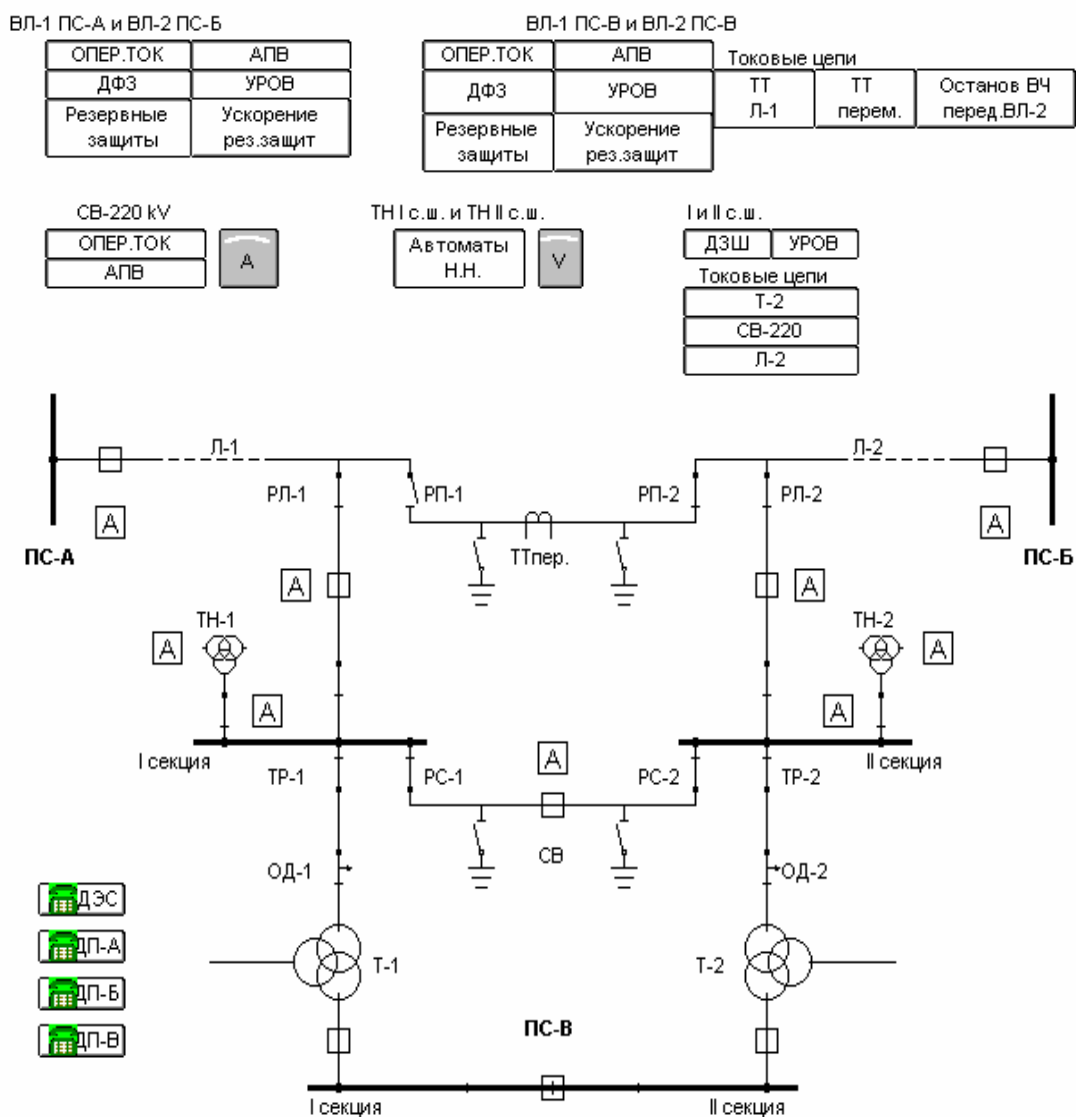 ВЛ-1 ПС-А и ВЛ-2 ПС-Б
ВЛ-1 ПС-В и ВЛ-2 ПС-В
ОПЕР.ТОК АПВ
ДФЗ УРОВ
Резервные защиты Ускорение рез.защит
ОПЕР.ТОК АПВ
ДФЗ УРОВ
Резервные защиты Ускорение рез.защит
Токовые цепи
ТТ Л-1 ТТ перем. Останов ВЧ перед.ВЛ-2
СВ-220 kV
ОПЕР.ТОК
АПВ
А
ТН I с.ш. и ТН II с.ш.
Автоматы Н.Н.
V
I и II с.ш.
ДЗШ УРОВ
Токовые цепи
Т-2
СВ-220
Л-2
Л-1 Л-2
РЛ-1 РП-1 РП-2 РЛ-2
А А
ПС-А ТТпер. ПС-Б
А А
ТН-1 ТН-2
А А
А А
I секция А II секция
ТР-1 РС-1 РС-2 ТР-2
СВ
ОД-1 ОД-2
ДЭС
ДП-А
ДП-Б
ДП-В
Т-1 Т-2
ПС-В
I секция II секция